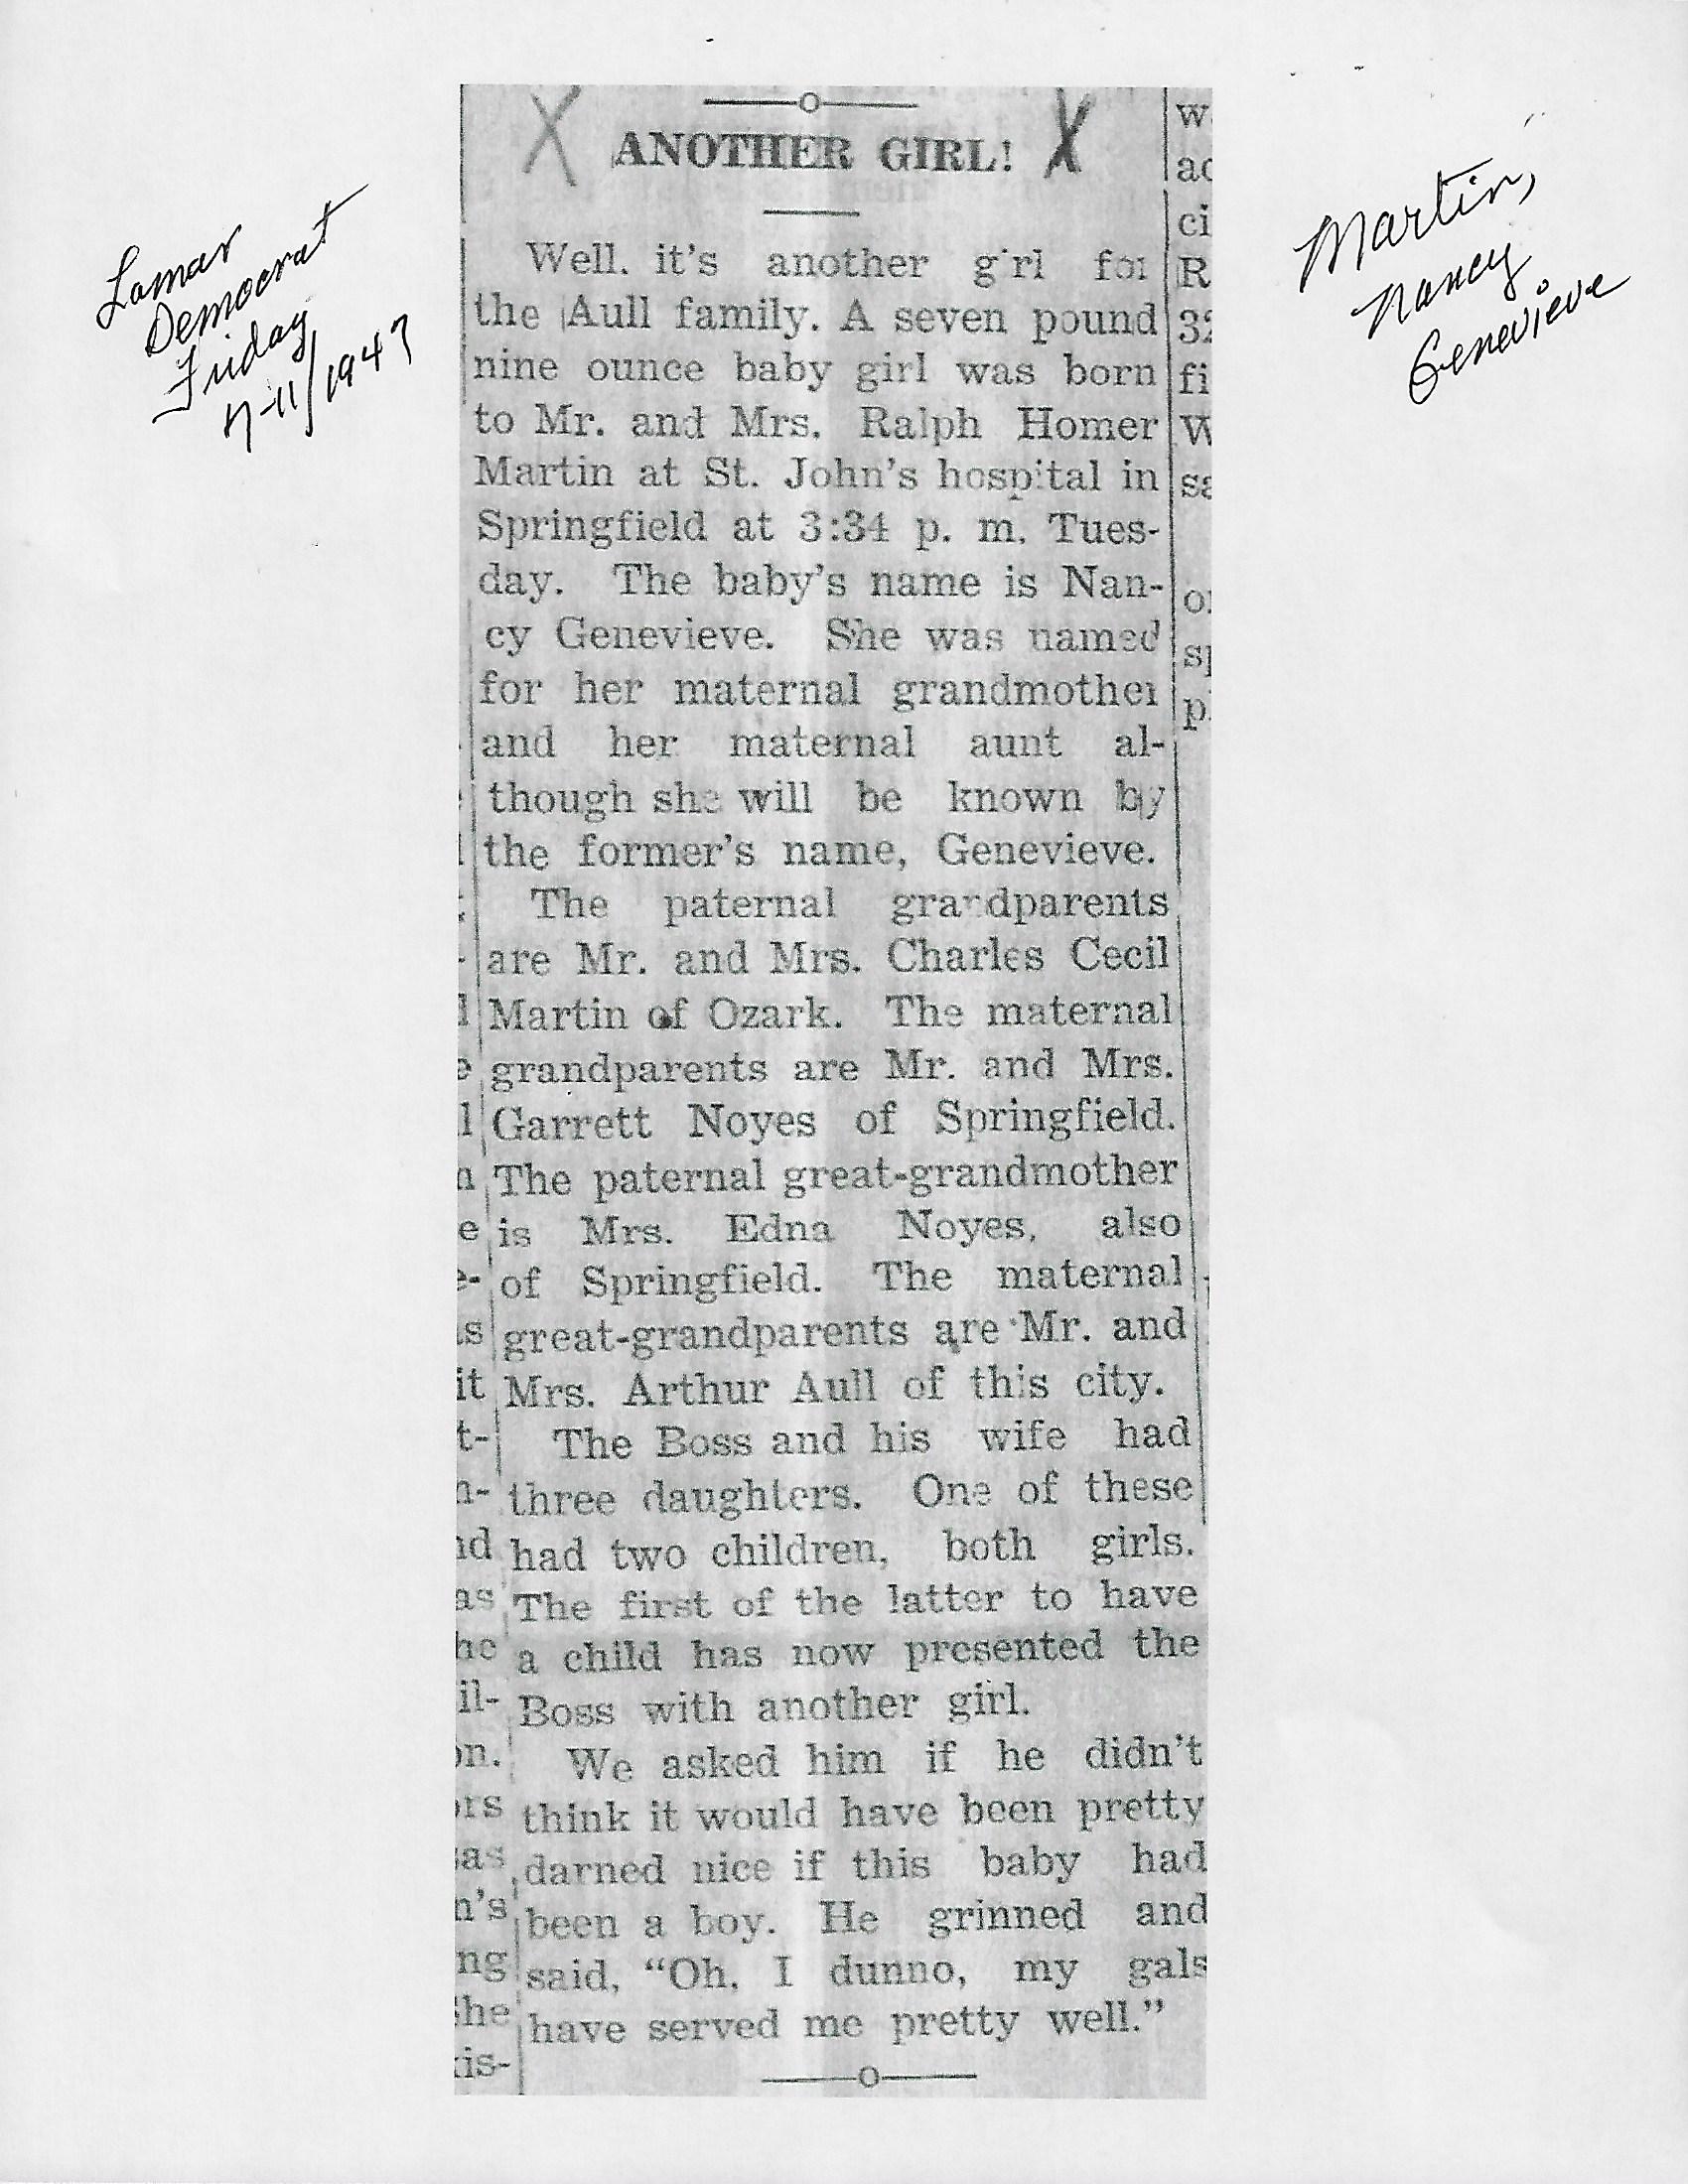 Lamar
Democrat
Friday
7-11/1947
Martin,
Nancy
Genevieve
ANOTHER GIRL!
Well. it's another girl for
the Aull family. A seven pound
nine ounce baby girl was born
to Mr. and Mrs. Ralph Homer
Martin at St. John's hospital in
Springfield at 3:34 p. m. Tues-
day. The baby's name is Nan-
cy Genevieve. She was named
for her maternal grandmother
and her maternal aunt al-
though she will be known by
the former's name, Genevieve.
The paternal grandparents
are Mr. and Mrs. Charles Cecil
Martin of Ozark. The maternal
grandparents are Mr. and Mrs.
Garrett Noyes of Springfield.
The paternal great-grandmother
is Mrs. Edna Noyes, also
of Springfield. The maternal
great-grandparents are Mr. and
Mrs. Arthur Aull of this city.
The Boss and his wife had
three daughters. One of these
had two children, both girls.
The first of the latter to have
a child has now presented the
Boss with another girl.
We asked him if he didn't
think it would have been pretty
darned nice if this baby had
been a boy. He grinned and
said, "Oh, I dunno, my gals
have served me pretty well."